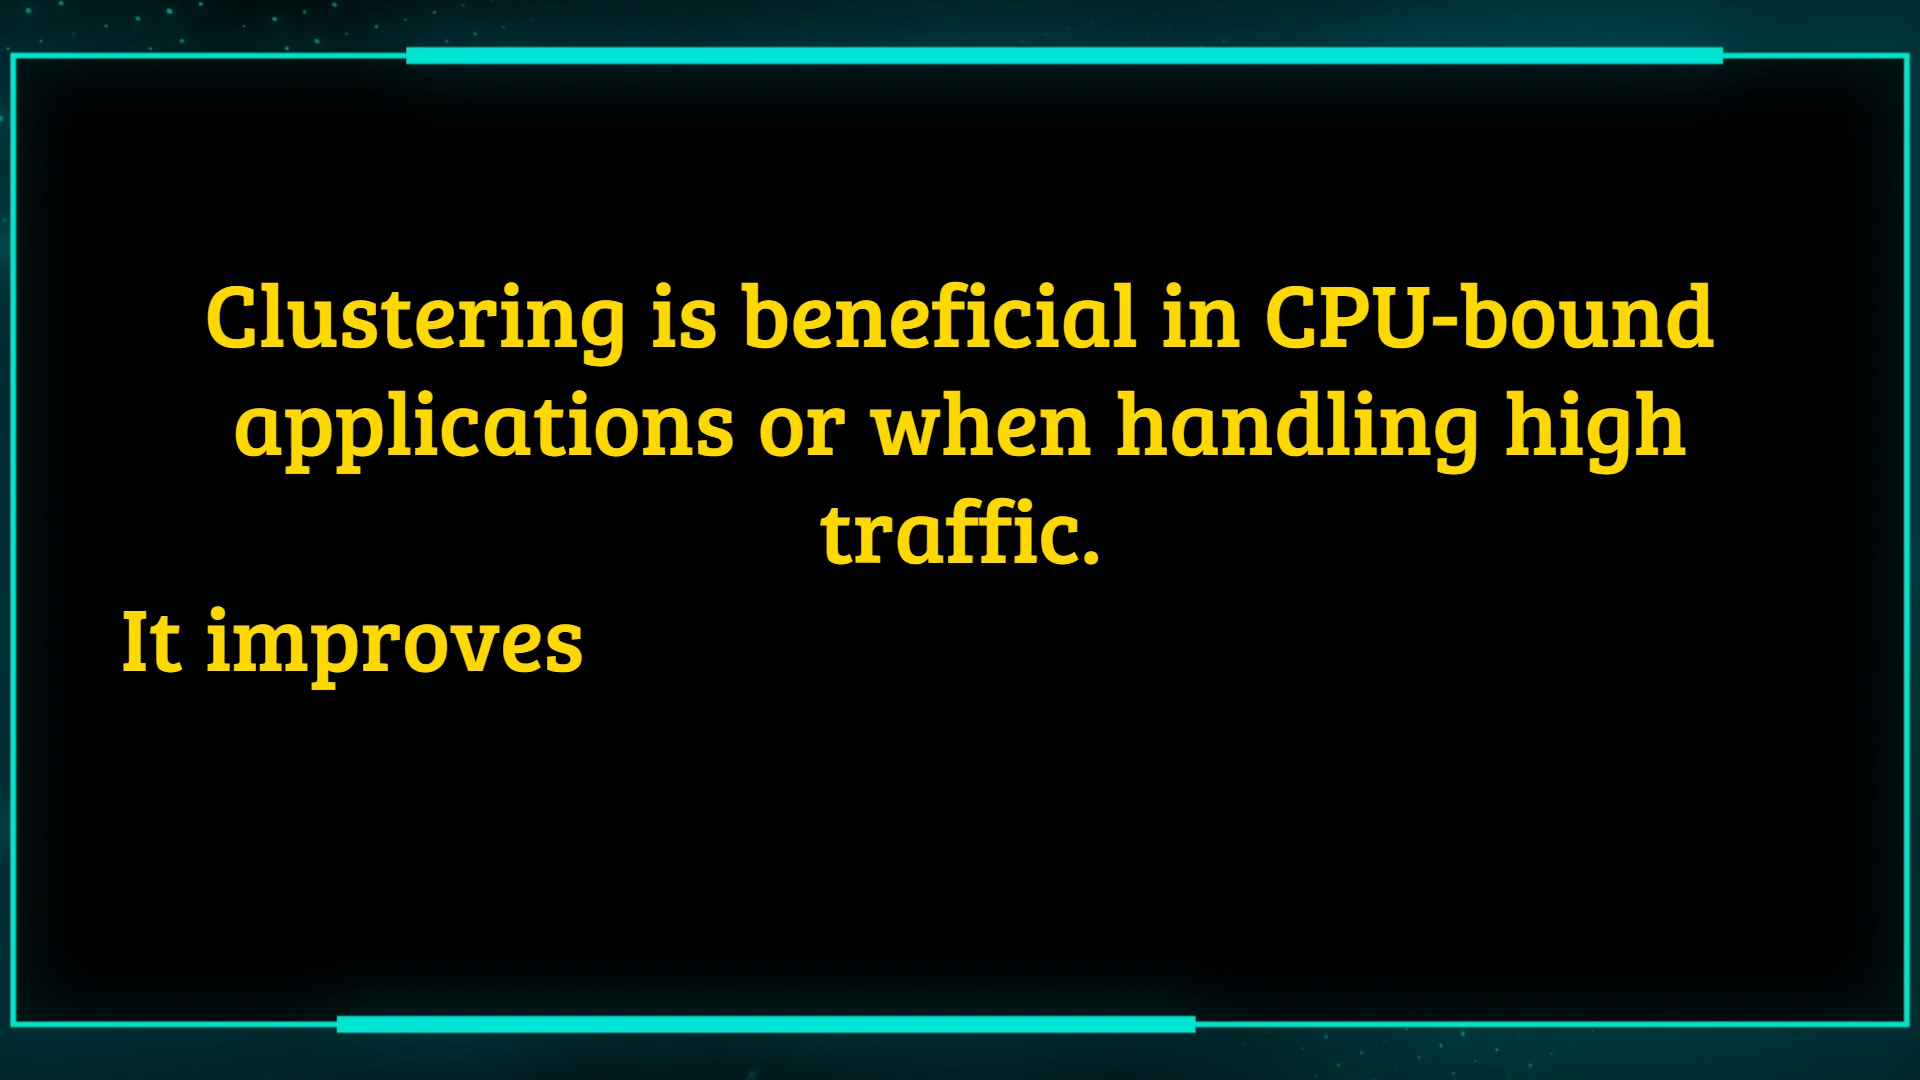 Clustering is beneficial in CPU-bound
applications or when handling high
traffic.
It improves